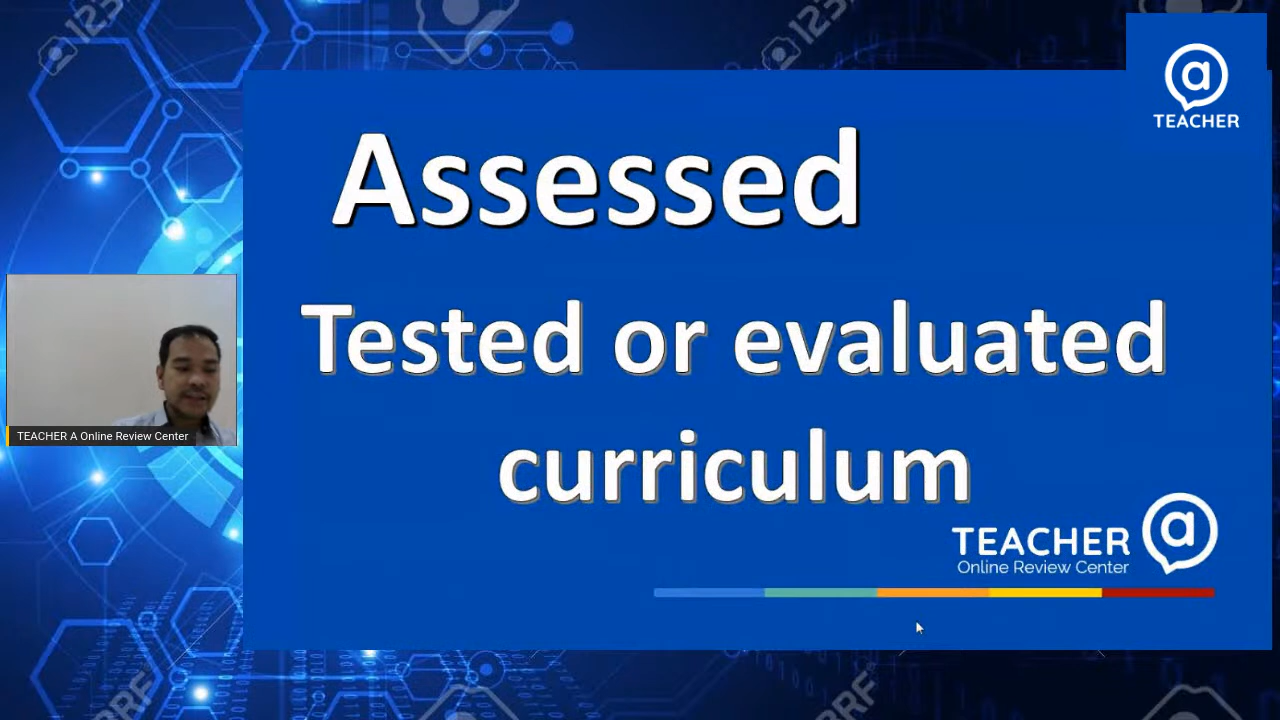 TEACHER
Assessed
Tested or evaluated
curriculum
TEACHER
Online Review Center
TEACHER A Online Review Center